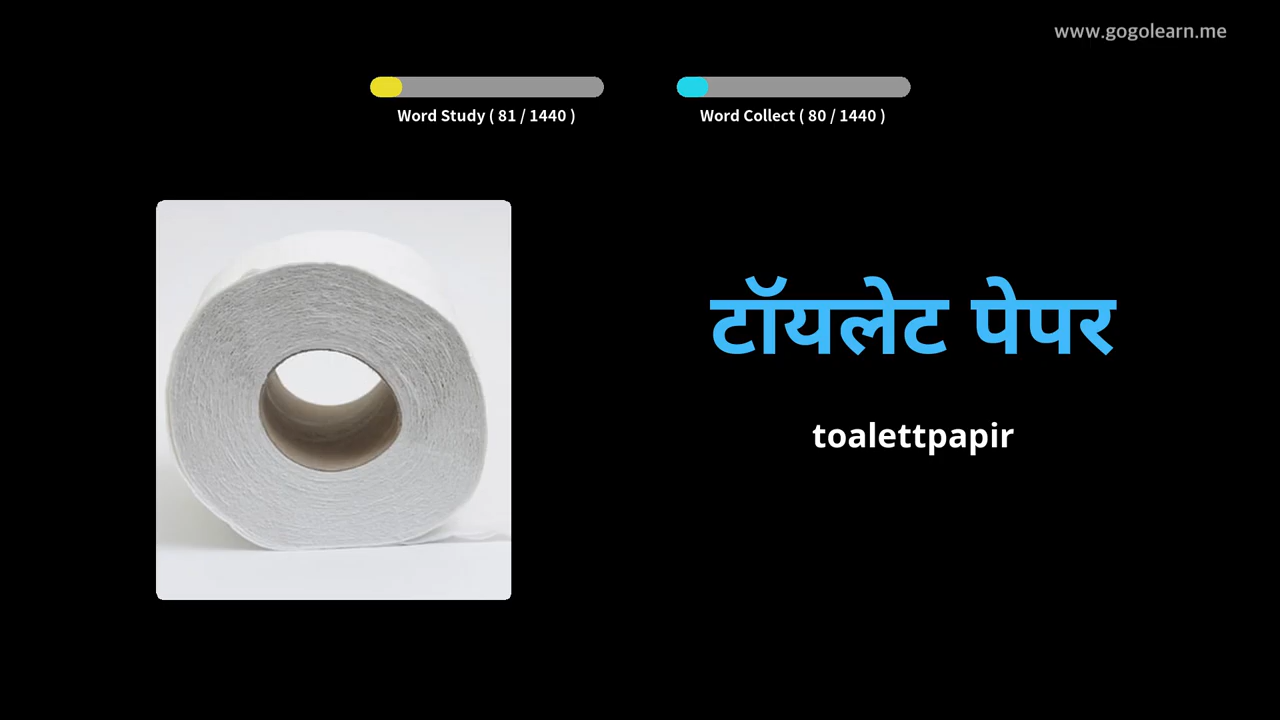 www.gogolearn.me
Word Study ( 81 / 1440 )
Word Collect ( 80 / 1440 )
टॉयलेट पेपर
toalettpapir